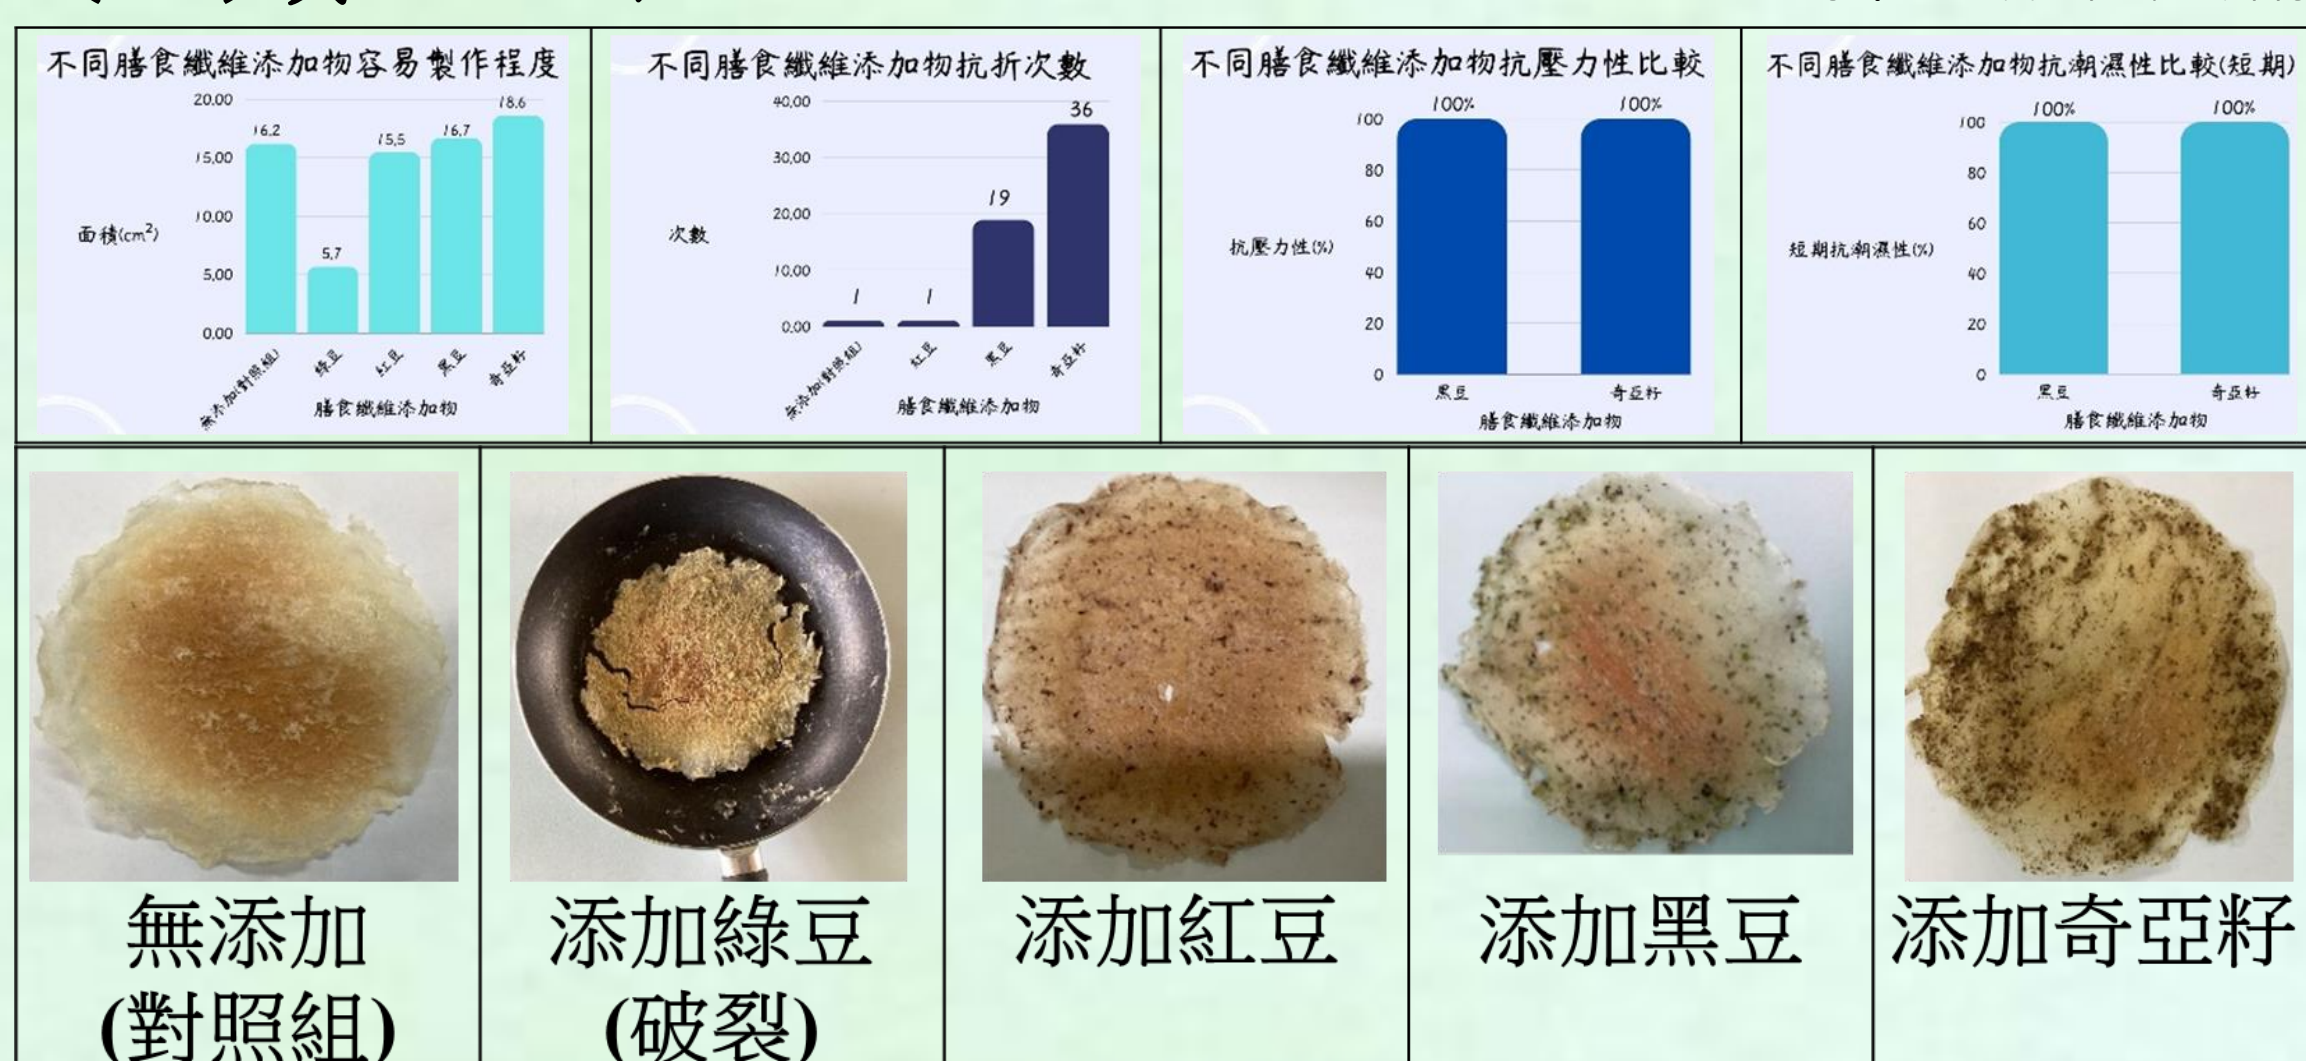 不同膳食纖維添加物容易製作程度
20.00
15,00
10.00
5,00
0.00
面積(cm²)
16.2
5.7
15,5
16.7
18.6
無添加(對照組)
綠豆
紅豆
黑豆
奇亞籽
膳食纖維添加物
不同膳食纖維添加物抗折次數
40,00
30,00
20,00
10.00
0.00
次數
1
1
19
36
無添加(對照組)
紅豆
黑豆
奇亞籽
膳食纖維添加物
不同膳食纖維添加物抗壓力性比較
100
80
60
40
20
0
抗壓力性(%)
100%
100%
黑豆
奇亞籽
膳食纖維添加物
不同膳食纖維添加物抗潮濕性比較(短期)
100
80
60
40
20
0
短期抗潮濕性(%)
100%
100%
黑豆
奇亞籽
膳食纖維添加物
無添加
(對照組)
添加綠豆
(破裂)
添加紅豆
添加黑豆
添加奇亞籽